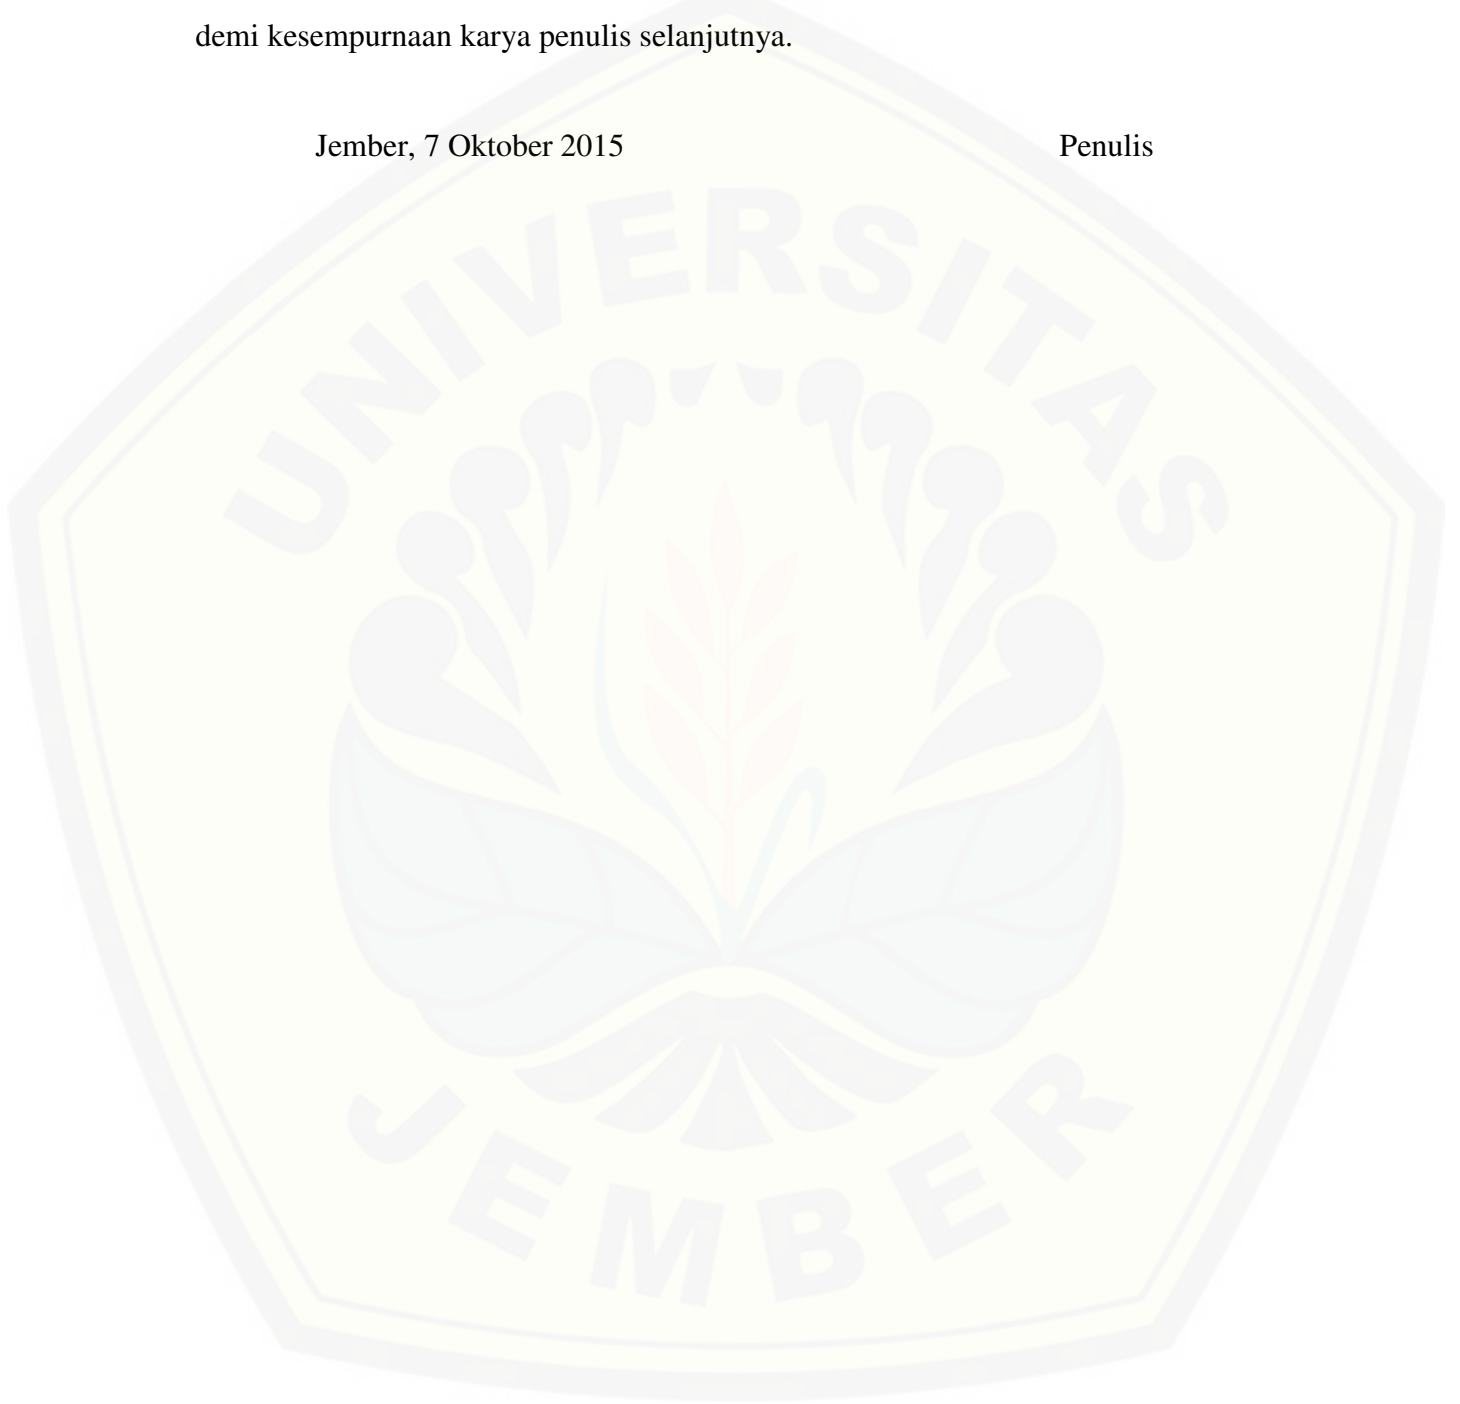 demi kesempurnaan karya penulis selanjutnya.
Jember, 7 Oktober 2015 Penulis
UNIVERSITAS
JEMBER